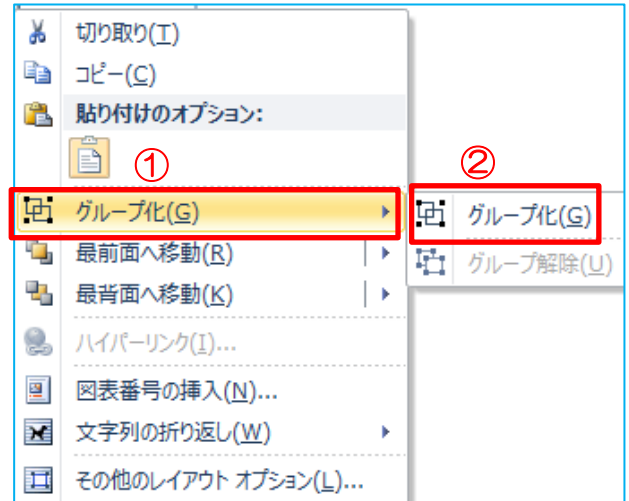 切り取り(T)
コピー(C)
貼り付けのオプション:
①
②
グループ化(G)
グループ化(G)
最前面へ移動(R)
グループ解除(U)
最背面へ移動(K)
ハイパーリンク(I)...
図表番号の挿入(N)...
文字列の折り返し(W)
その他のレイアウト オプション(L)...